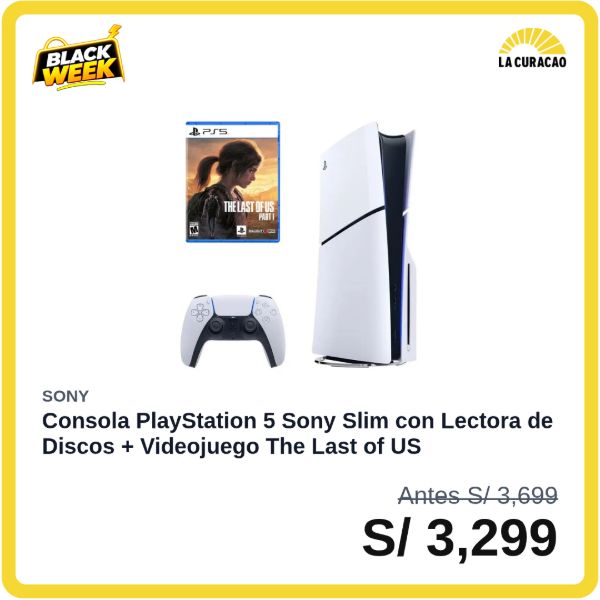 BLACK
WEEK
LA CURACAO
PS5
THE LAST OF US
PART I
SONY
Consola PlayStation 5 Sony Slim con Lectora de
Discos + Videojuego The Last of US
Antes S/ 3,699
S/ 3,299